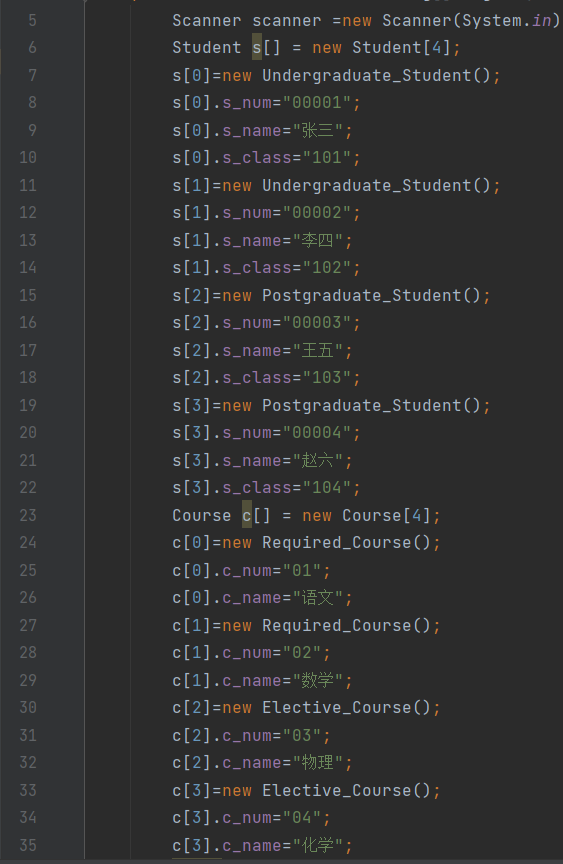 5 Scanner scanner =new Scanner(System.in)
6 Student s[] = new Student[4];
7 s[0]=new Undergraduate_Student();
8 s[0].s_num="00001";
9 s[0].s_name="张三";
10 s[0].s_class="101";
11 s[1]=new Undergraduate_Student();
12 s[1].s_num="00002";
13 s[1].s_name="李四";
14 s[1].s_class="102";
15 s[2]=new Postgraduate_Student();
16 s[2].s_num="00003";
17 s[2].s_name="王五";
18 s[2].s_class="103";
19 s[3]=new Postgraduate_Student();
20 s[3].s_num="00004";
21 s[3].s_name="赵六";
22 s[3].s_class="104";
23 Course c[] = new Course[4];
24 c[0]=new Required_Course();
25 c[0].c_num="01";
26 c[0].c_name="语文";
27 c[1]=new Required_Course();
28 c[1].c_num="02";
29 c[1].c_name="数学";
30 c[2]=new Elective_Course();
31 c[2].c_num="03";
32 c[2].c_name="物理";
33 c[3]=new Elective_Course();
34 c[3].c_num="04";
35 c[3].c_name="化学";